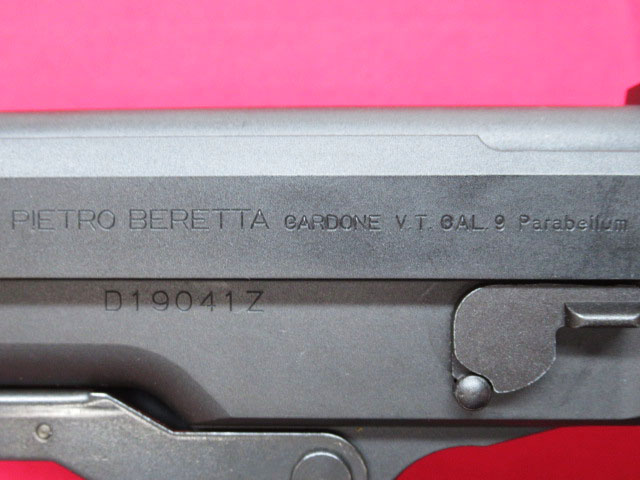 PIETRO BERETTA GARDONE V.T. CAL.9 Parabellum
D19041Z